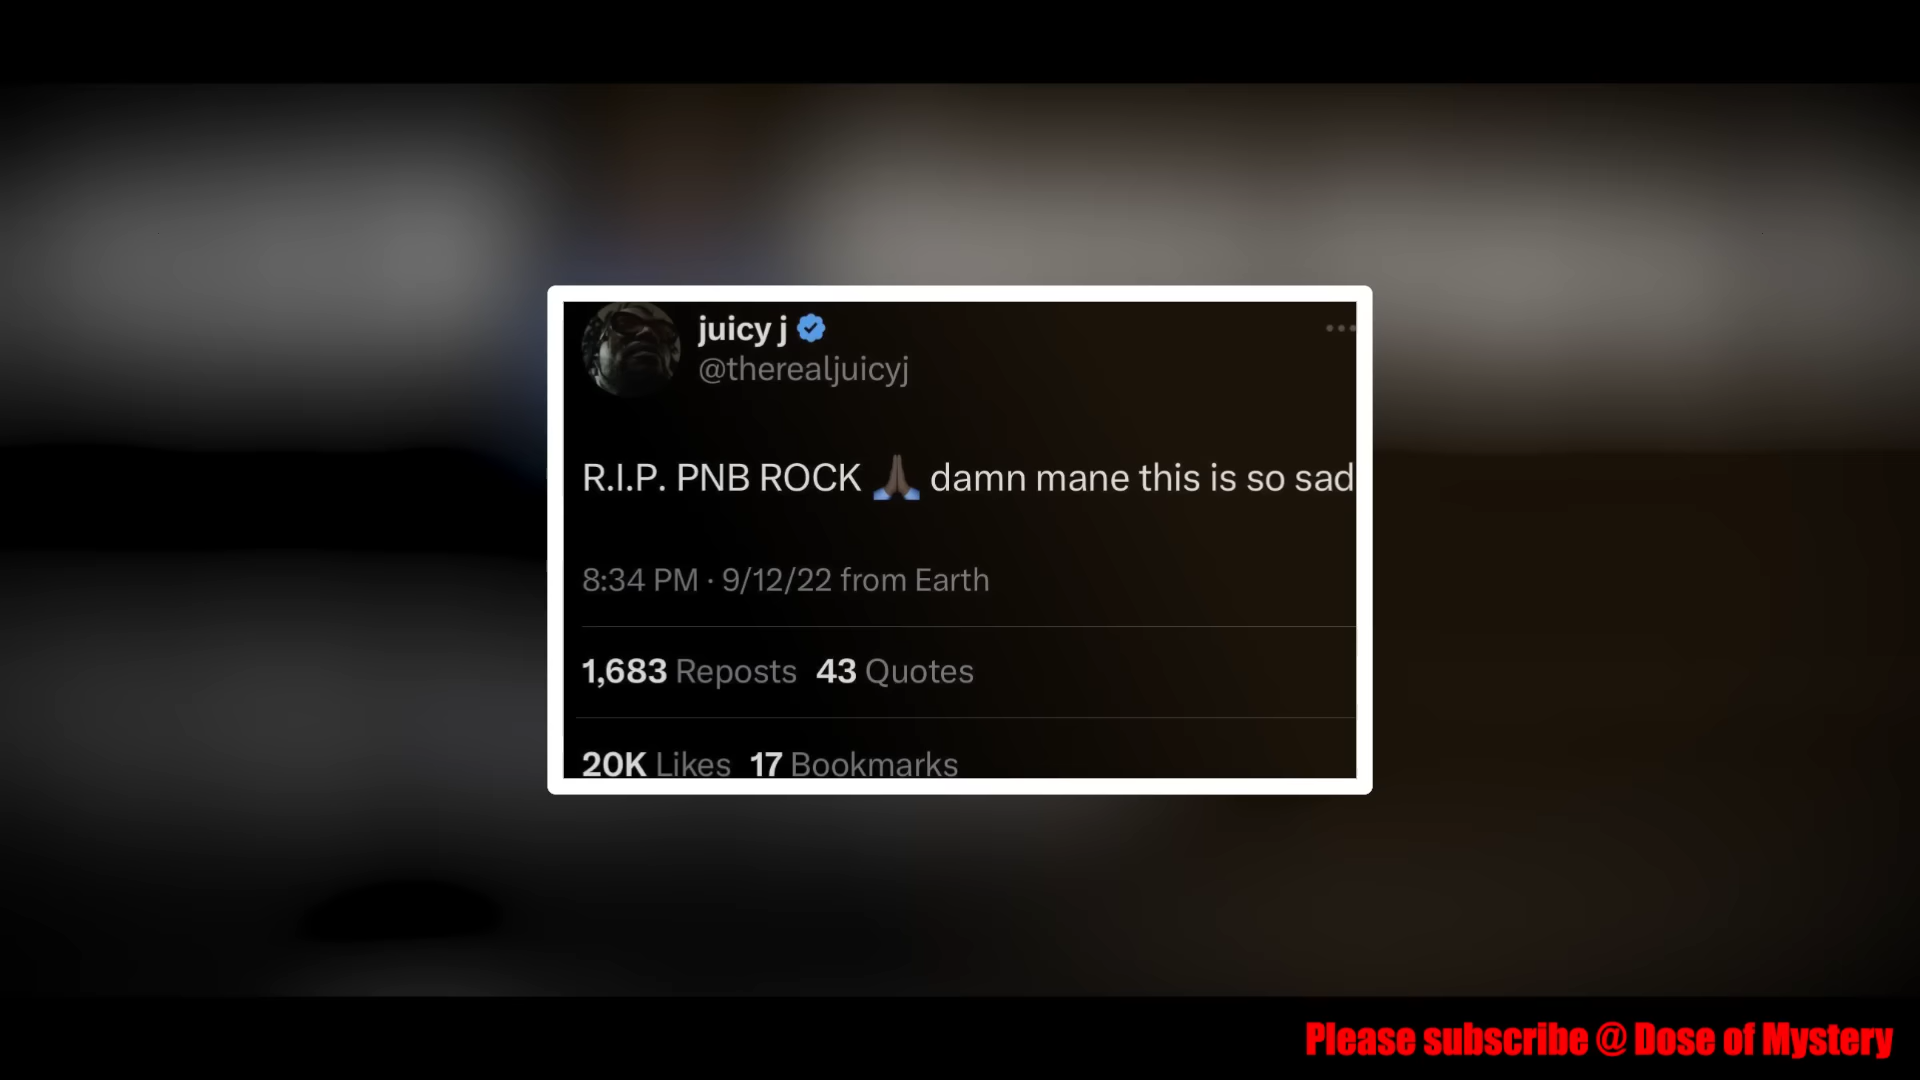 juicy j
@therealjuicyj
R.I.P. PNB ROCK 🙏🏿 damn mane this is so sad
8:34 PM · 9/12/22 from Earth
1,683 Reposts 43 Quotes
20K Likes 17 Bookmarks
Please subscribe @ Dose of Mystery